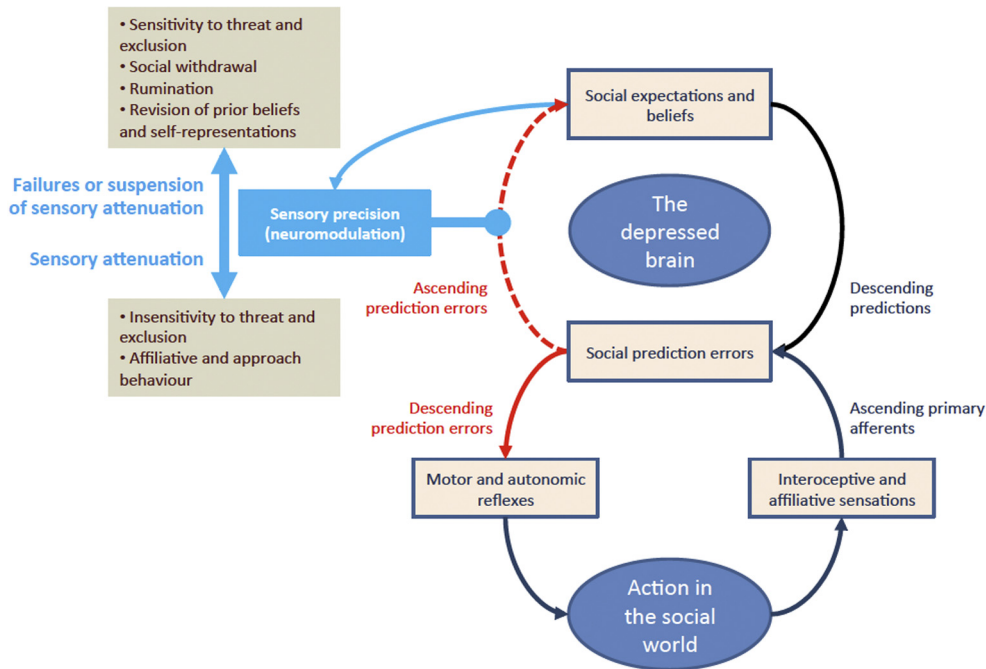 • Sensitivity to threat and
exclusion
• Social withdrawal
• Rumination
• Revision of prior beliefs
and self-representations
Failures or suspension
of sensory attenuation
Sensory attenuation
• Insensitivity to threat and
exclusion
• Affiliative and approach
behaviour
Sensory precision
(neuromodulation)
Social expectations and
beliefs
The
depressed
brain
Ascending
prediction errors
Descending
predictions
Social prediction errors
Descending
prediction errors
Ascending primary
afferents
Motor and autonomic
reflexes
Interoceptive and
affiliative sensations
Action in
the social
world